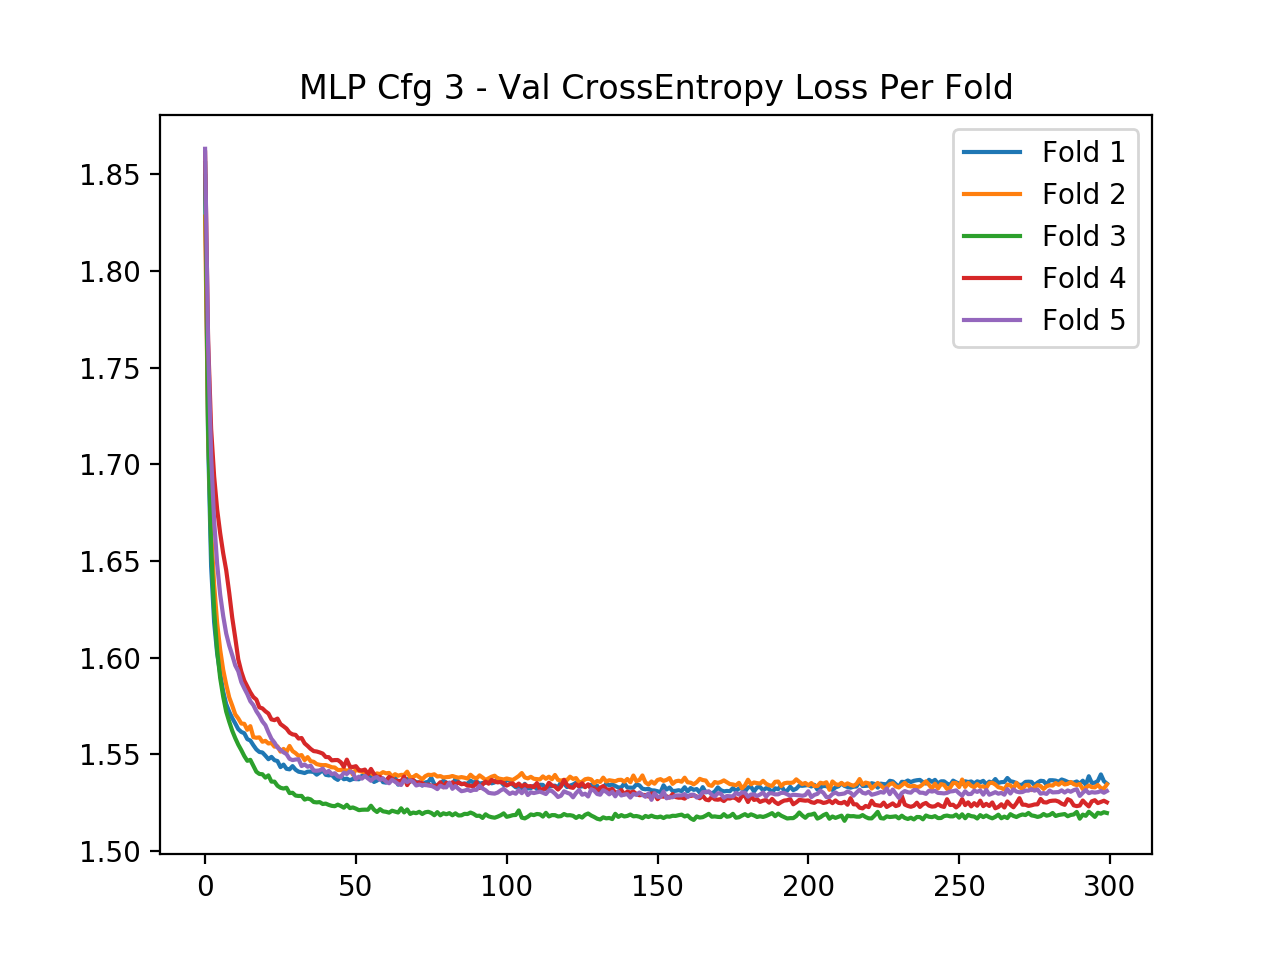 MLP Cfg 3 - Val CrossEntropy Loss Per Fold
Fold 1
Fold 2
Fold 3
Fold 4
Fold 5
1.85
1.80
1.75
1.70
1.65
1.60
1.55
1.50
0 50 100 150 200 250 300